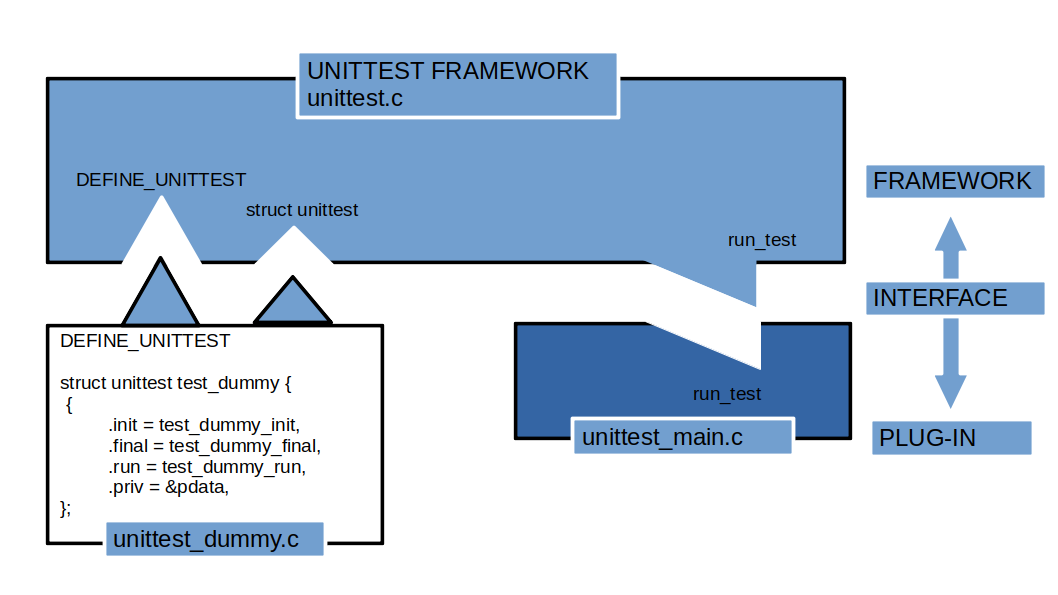 UNITTEST FRAMEWORK
unittest.c
DEFINE_UNITTEST
struct unittest
run_test
FRAMEWORK
INTERFACE
PLUG-IN
DEFINE_UNITTEST
struct unittest test_dummy {
{
.init = test_dummy_init,
.final = test_dummy_final,
.run = test_dummy_run,
.priv = &pdata,
};
unittest_dummy.c
run_test
unittest_main.c